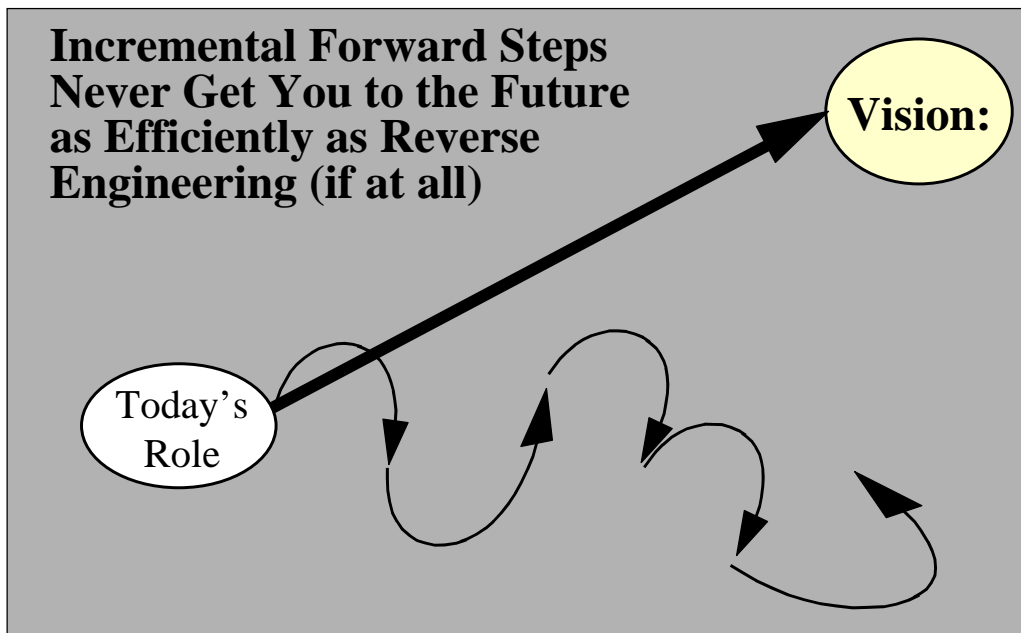 Incremental Forward Steps
Never Get You to the Future
as Efficiently as Reverse
Engineering (if at all)
Vision:
Today’s
Role